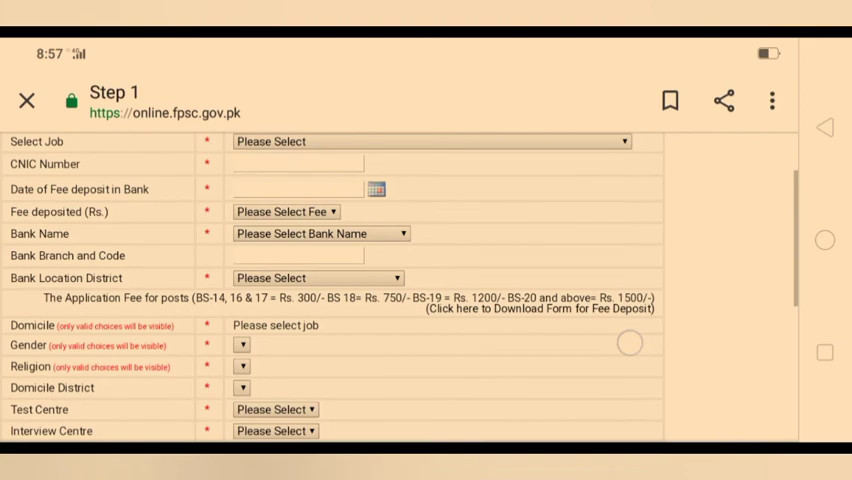 8:57 4G
Step 1
https://online.fpsc.gov.pk
Select Job * Please Select
CNIC Number *
Date of Fee deposit in Bank *
Fee deposited (Rs.) * Please Select Fee
Bank Name * Please Select Bank Name
Bank Branch and Code
Bank Location District * Please Select
The Application Fee for posts (BS-14, 16 & 17 = Rs. 300/- BS 18= Rs. 750/- BS-19 = Rs. 1200/- BS-20 and above= Rs. 1500/-)
(Click here to Download Form for Fee Deposit)
Domicile (only valid choices will be visible) * Please select job
Gender (only valid choices will be visible) *
Religion (only valid choices will be visible) *
Domicile District *
Test Centre * Please Select
Interview Centre * Please Select